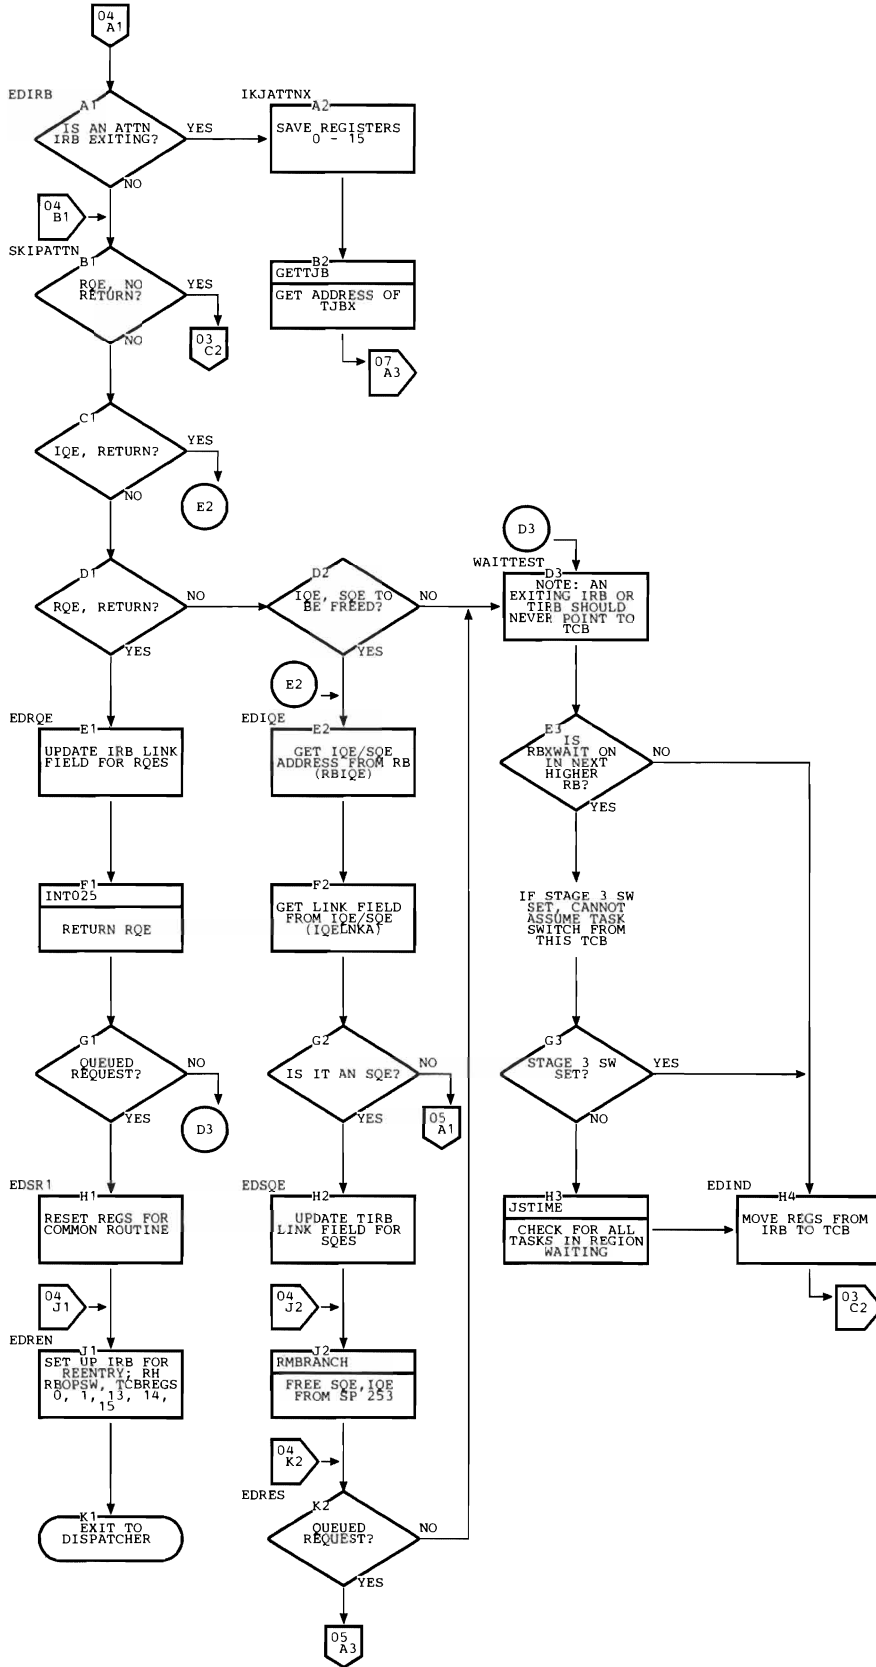 04
A1
EDIRB
A1
IS AN ATTN
IRB EXITING?
YES
NO
IKJATTNX
A2
SAVE REGISTERS
0 - 15
04
B1
SKIPATTN
B1
RQE, NO
RETURN?
YES
NO
03
C2
B2
GETTJB
GET ADDRESS OF
TJBX
07
A3
C1
IQE, RETURN?
YES
NO
E2
D1
RQE, RETURN?
NO
YES
D2
IQE, SQE TO
BE FREED?
NO
YES
D3
WAITTEST
D3
NOTE: AN
EXITING IRB OR
TIRB SHOULD
NEVER POINT TO
TCB
E2
EDRQE
E1
UPDATE IRB LINK
FIELD FOR RQES
EDIQE
E2
GET IQE/SQE
ADDRESS FROM RB
(RBIQE)
E3
IS
RBXWAIT ON
IN NEXT
HIGHER
RB?
NO
YES
F1
INT025
RETURN RQE
F2
GET LINK FIELD
FROM IQE/SQE
(IQELNKA)
IF STAGE 3 SW
SET, CANNOT
ASSUME TASK
SWITCH FROM
THIS TCB
G1
QUEUED
REQUEST?
NO
YES
D3
G2
IS IT AN SQE?
NO
YES
05
A1
G3
STAGE 3 SW
SET?
YES
NO
EDSR1
H1
RESET REGS FOR
COMMON ROUTINE
EDSQE
H2
UPDATE TIRB
LINK FIELD FOR
SQES
H3
JSTIME
CHECK FOR ALL
TASKS IN REGION
WAITING
EDIND
H4
MOVE REGS FROM
IRB TO TCB
03
C2
04
J1
EDREN
J1
SET UP IRB FOR
REENTRY; RH
RBOPSW, TCBREGS
0, 1, 13, 14,
15
04
J2
J2
RMBRANCH
FREE SQE,IQE
FROM SP 253
04
K2
K1
EXIT TO
DISPATCHER
EDRES
K2
QUEUED
REQUEST?
NO
YES
05
A3